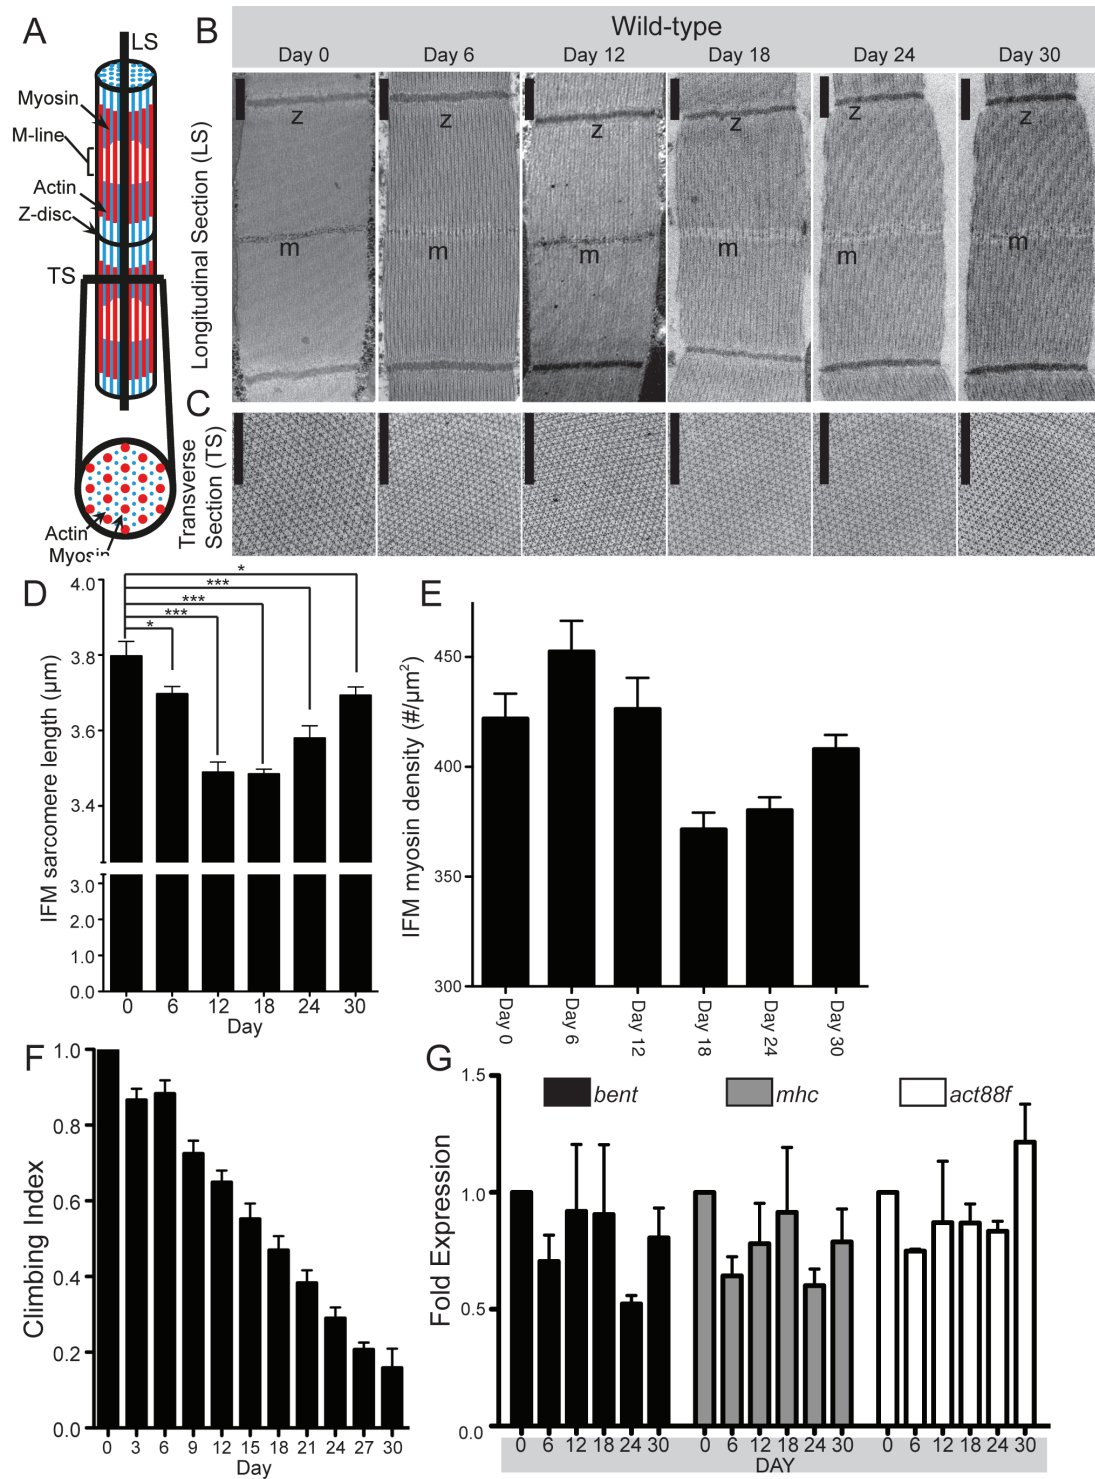 A
LS
Myosin
M-line
Actin
Z-disc
TS
Actin
Myosin
B
Wild-type
Day 0 Day 6 Day 12 Day 18 Day 24 Day 30
Longitudinal Section (LS)
z z z z z z
m m m m m m
C
Transverse
Section (TS)
D
* 
***
***
***
*
IFM sarcomere length (µm)
4.0
3.8
3.6
3.4
3.0
2.0
1.0
0.0
0 6 12 18 24 30
Day
E
IFM myosin density (#/µm²)
450
400
350
300
Day 0 Day 6 Day 12 Day 18 Day 24 Day 30
F
Climbing Index
1.0
0.8
0.6
0.4
0.2
0.0
0 3 6 9 12 15 18 21 24 27 30
Day
G
bent mhc act88f
Fold Expression
1.5
1.0
0.5
0.0
0 6 12 18 24 30 0 6 12 18 24 30 0 6 12 18 24 30
DAY